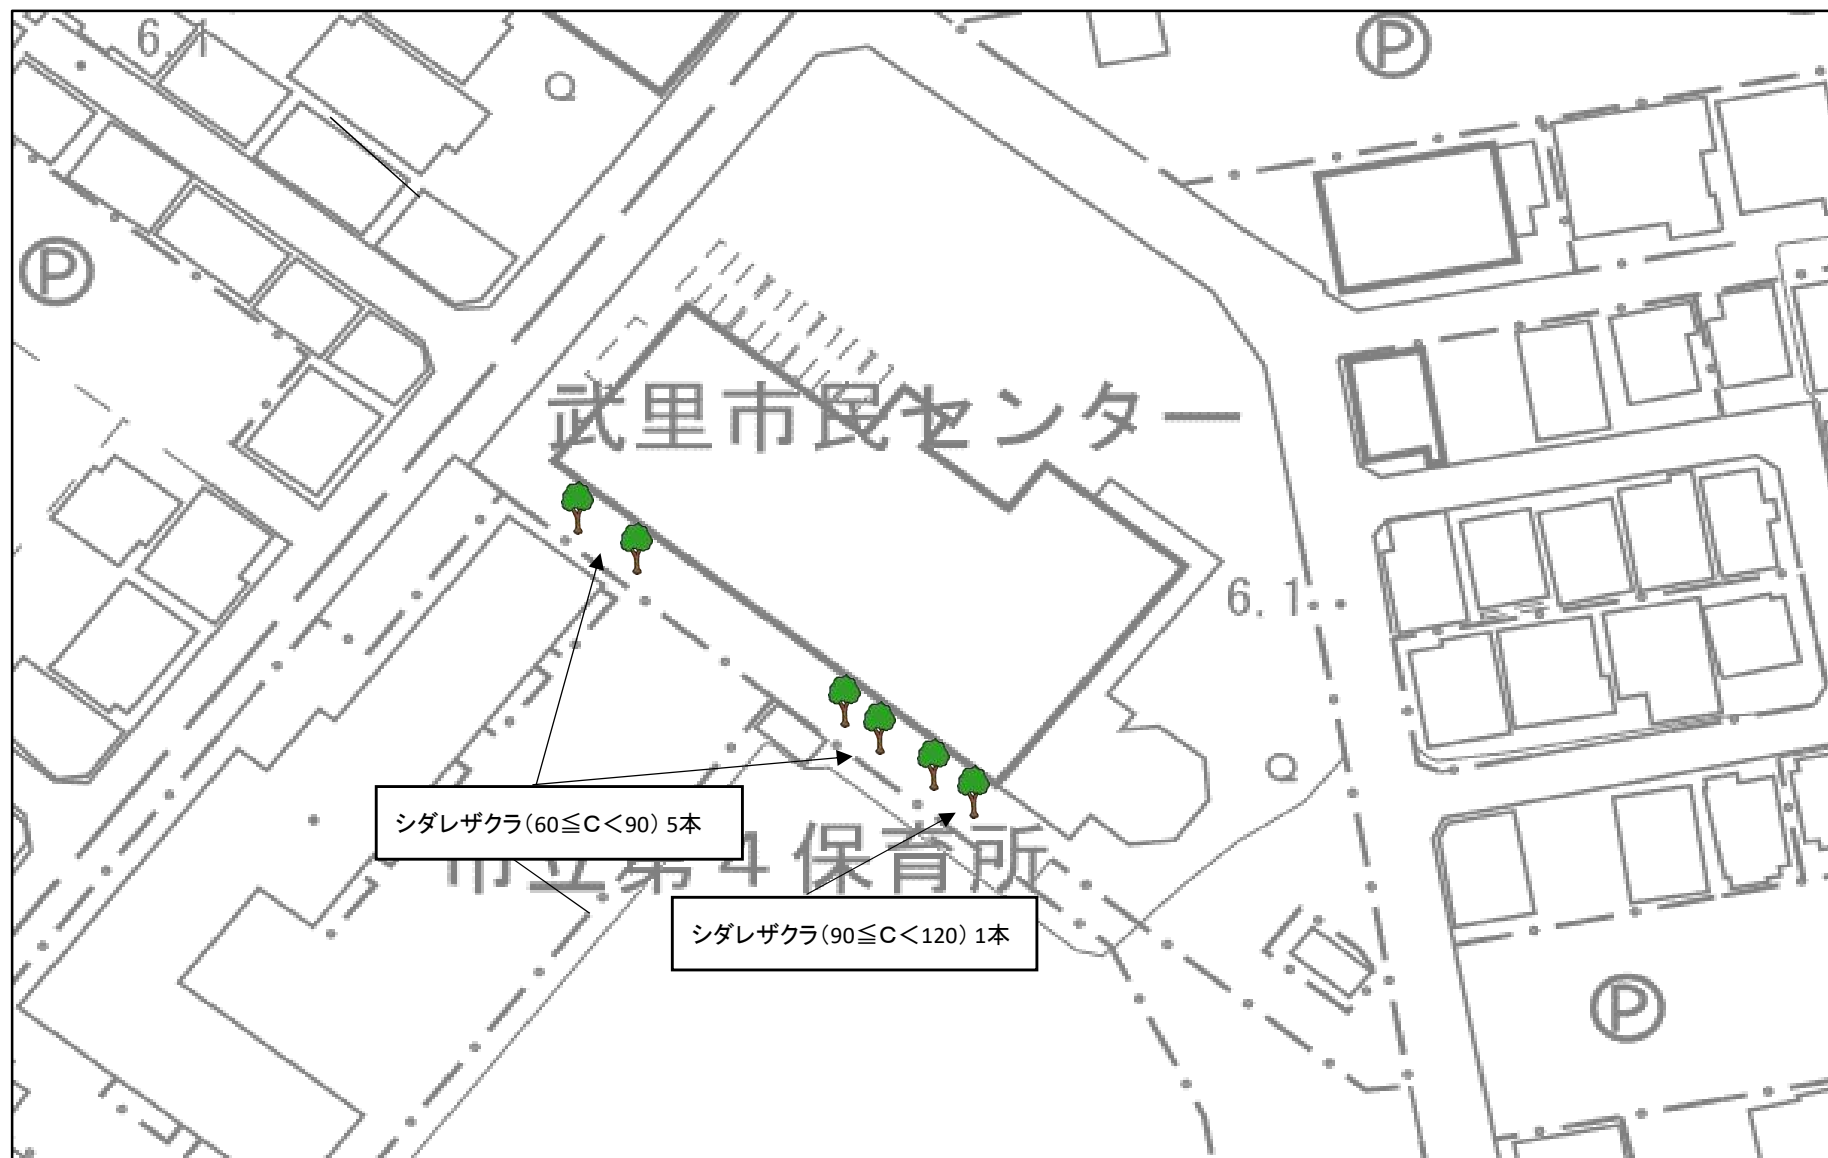 6.1
Ⓟ
Ⓟ
武里市民センター
6.1
シダレザクラ(60≦C<90) 5本
市立第4保育所
シダレザクラ(90≦C<120) 1本
Ⓟ